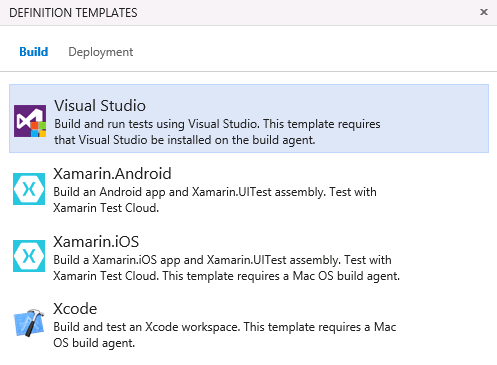 DEFINITION TEMPLATES
Build Deployment
Visual Studio
Build and run tests using Visual Studio. This template requires
that Visual Studio be installed on the build agent.
Xamarin.Android
Build an Android app and Xamarin.UITest assembly. Test with
Xamarin Test Cloud.
Xamarin.iOS
Build a Xamarin.iOS app and Xamarin.UITest assembly. Test with
Xamarin Test Cloud. This template requires a Mac OS build agent.
Xcode
Build and test an Xcode workspace. This template requires a Mac
OS build agent.